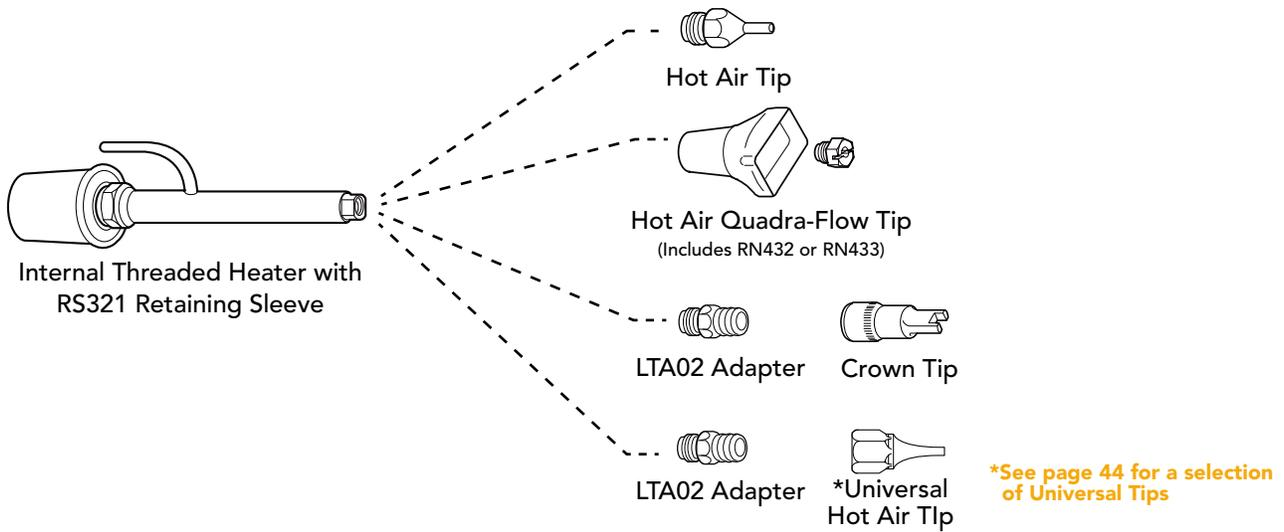 Hot Air Tip
Hot Air Quadra-Flow Tip
(Includes RN432 or RN433)
Internal Threaded Heater with
RS321 Retaining Sleeve
LTA02 Adapter
Crown Tip
LTA02 Adapter
*Universal
Hot Air TIp
*See page 44 for a selection
of Universal Tips